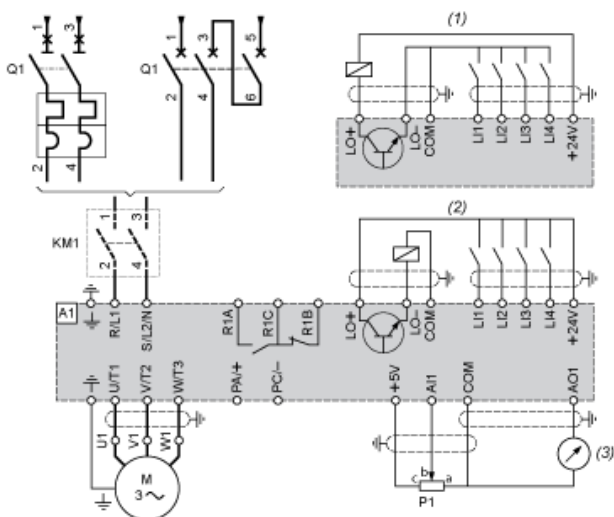 1 3
Q1
2 4
1 3 5
Q1
2 4 6
(1)
LO+ LO- COM LI1 LI2 LI3 LI4 +24V
1 3
KM1
2 4
(2)
A1
R/L1 S/L2/N R1A R1C R1B LO+ LO- COM LI1 LI2 LI3 LI4 +24V
U/T1 V/T2 W/T3 PA/+ PC/- +5V AI1 COM AO1
U1 V1 W1
M
3~
c b a
P1
(3)